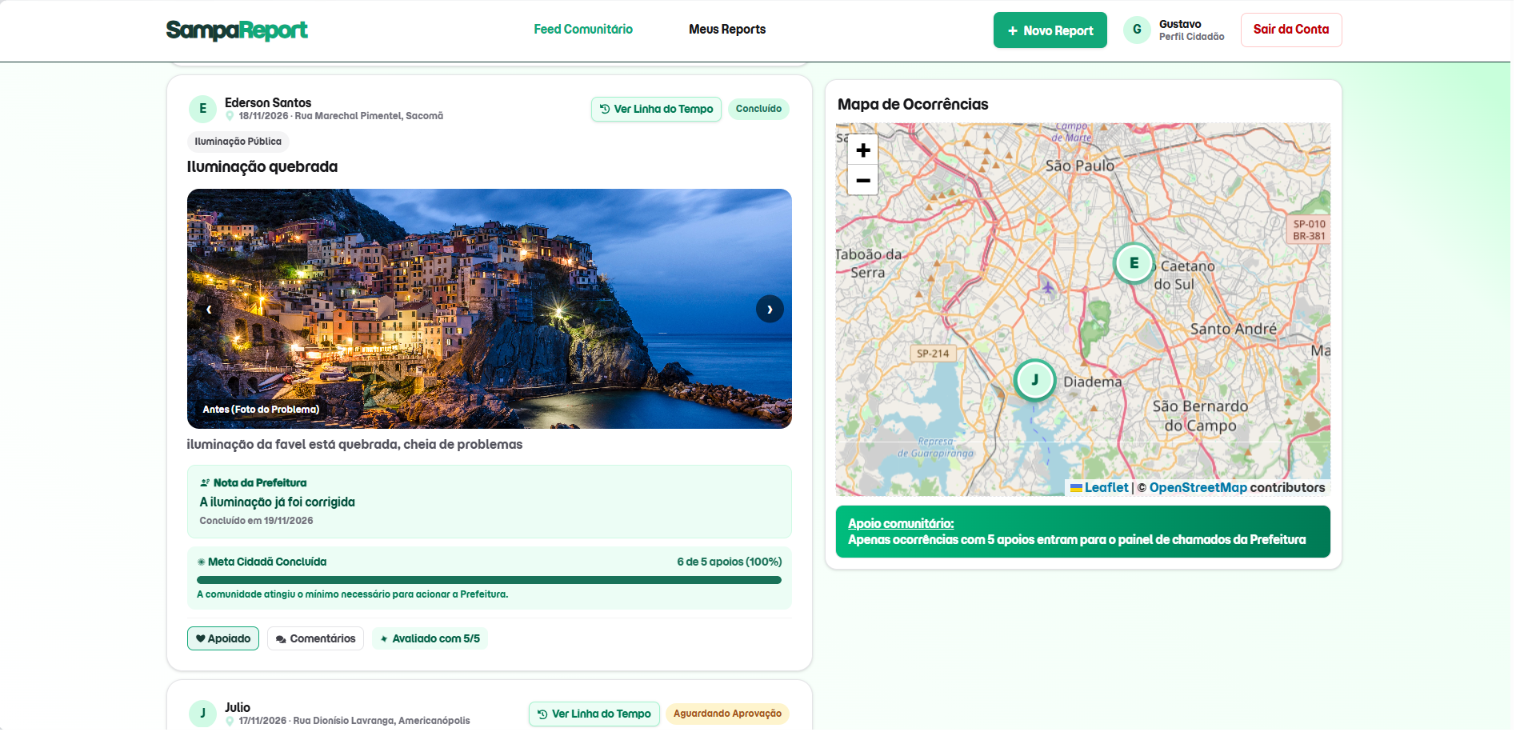 SampaReport
Feed Comunitário
Meus Reports
+ Novo Report
G
Gustavo
Perfil Cidadão
Sair da Conta
E
Ederson Santos
18/11/2026 · Rua Marechal Pimentel, Sacomã
Ver Linha do Tempo
Concluído
Iluminação Pública
Iluminação quebrada
‹
›
Antes (Foto do Problema)
iluminação da favel está quebrada, cheia de problemas
Nota da Prefeitura
A iluminação já foi corrigida
Concluído em 19/11/2026
Meta Cidadã Concluída
6 de 5 apoios (100%)
A comunidade atingiu o mínimo necessário para acionar a Prefeitura.
Apoiado
Comentários
Avaliado com 5/5
J
Julio
17/11/2026 · Rua Dionísio Lavranga, Americanópolis
Ver Linha do Tempo
Aguardando Aprovação
Mapa de Ocorrências
+
−
Campo
de Marte
São Paulo
SP-010
BR-381
Taboão da
Serra
E
Caetano
do Sul
Santo André
SP-214
J
Diadema
São Bernardo
do Campo
Represa
de Guarapiranga
Leaflet | © OpenStreetMap contributors
Apoio comunitário:
Apenas ocorrências com 5 apoios entram para o painel de chamados da Prefeitura